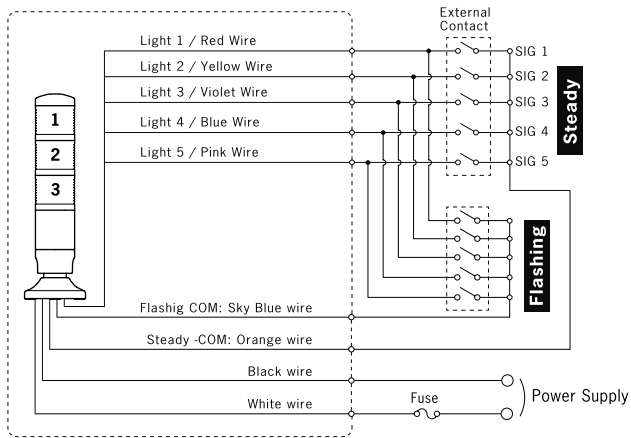 External
Contact
Light 1 / Red Wire
SIG 1
Light 2 / Yellow Wire
SIG 2
Light 3 / Violet Wire
SIG 3
Light 4 / Blue Wire
SIG 4
Light 5 / Pink Wire
SIG 5
Steady
1
2
3
Flashing
Flashig COM: Sky Blue wire
Steady -COM: Orange wire
Black wire
White wire
Fuse
Power Supply